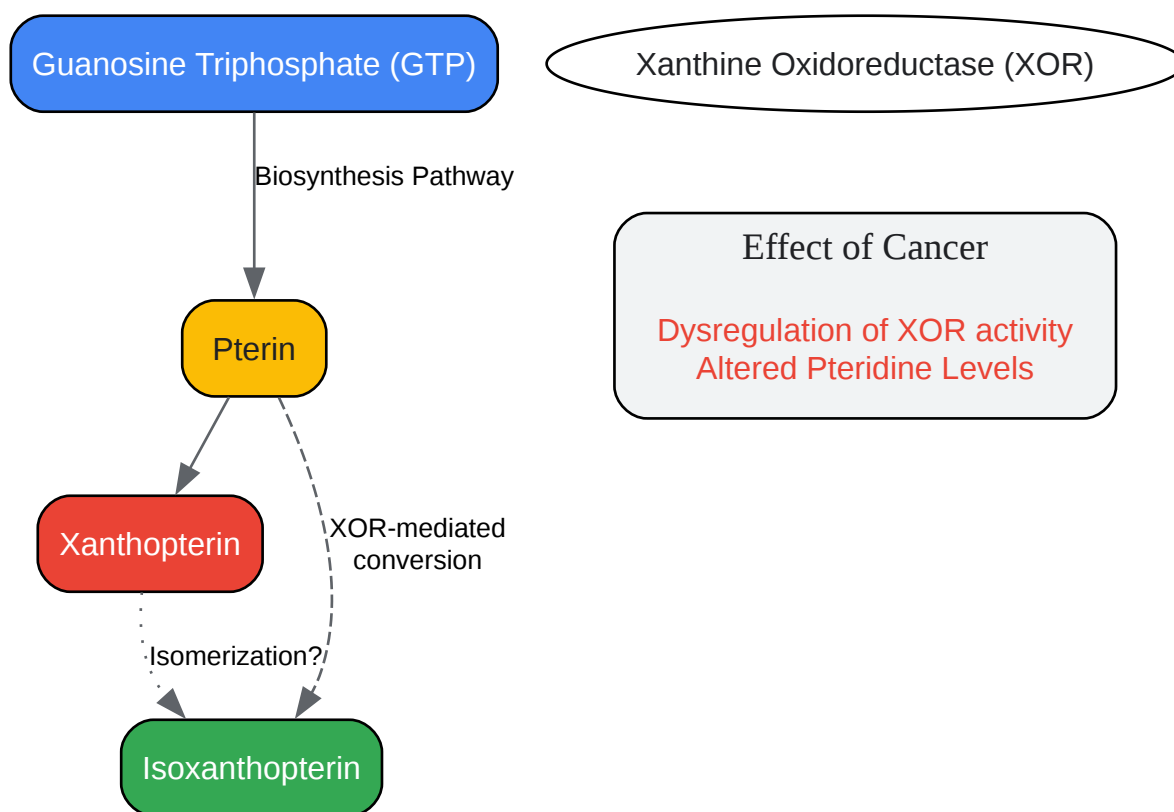 Guanosine Triphosphate (GTP)
Xanthine Oxidoreductase (XOR)
Biosynthesis Pathway
Effect of Cancer
Dysregulation of XOR activity
Altered Pteridine Levels
Pterin
Xanthopterin
XOR-mediated
conversion
Isomerization?
Isoxanthopterin